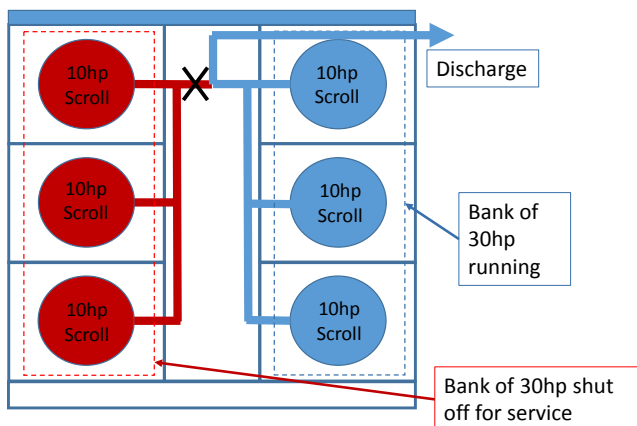 10hp
Scroll
10hp
Scroll
Discharge
10hp
Scroll
10hp
Scroll
Bank of
30hp
running
10hp
Scroll
10hp
Scroll
Bank of 30hp shut
off for service